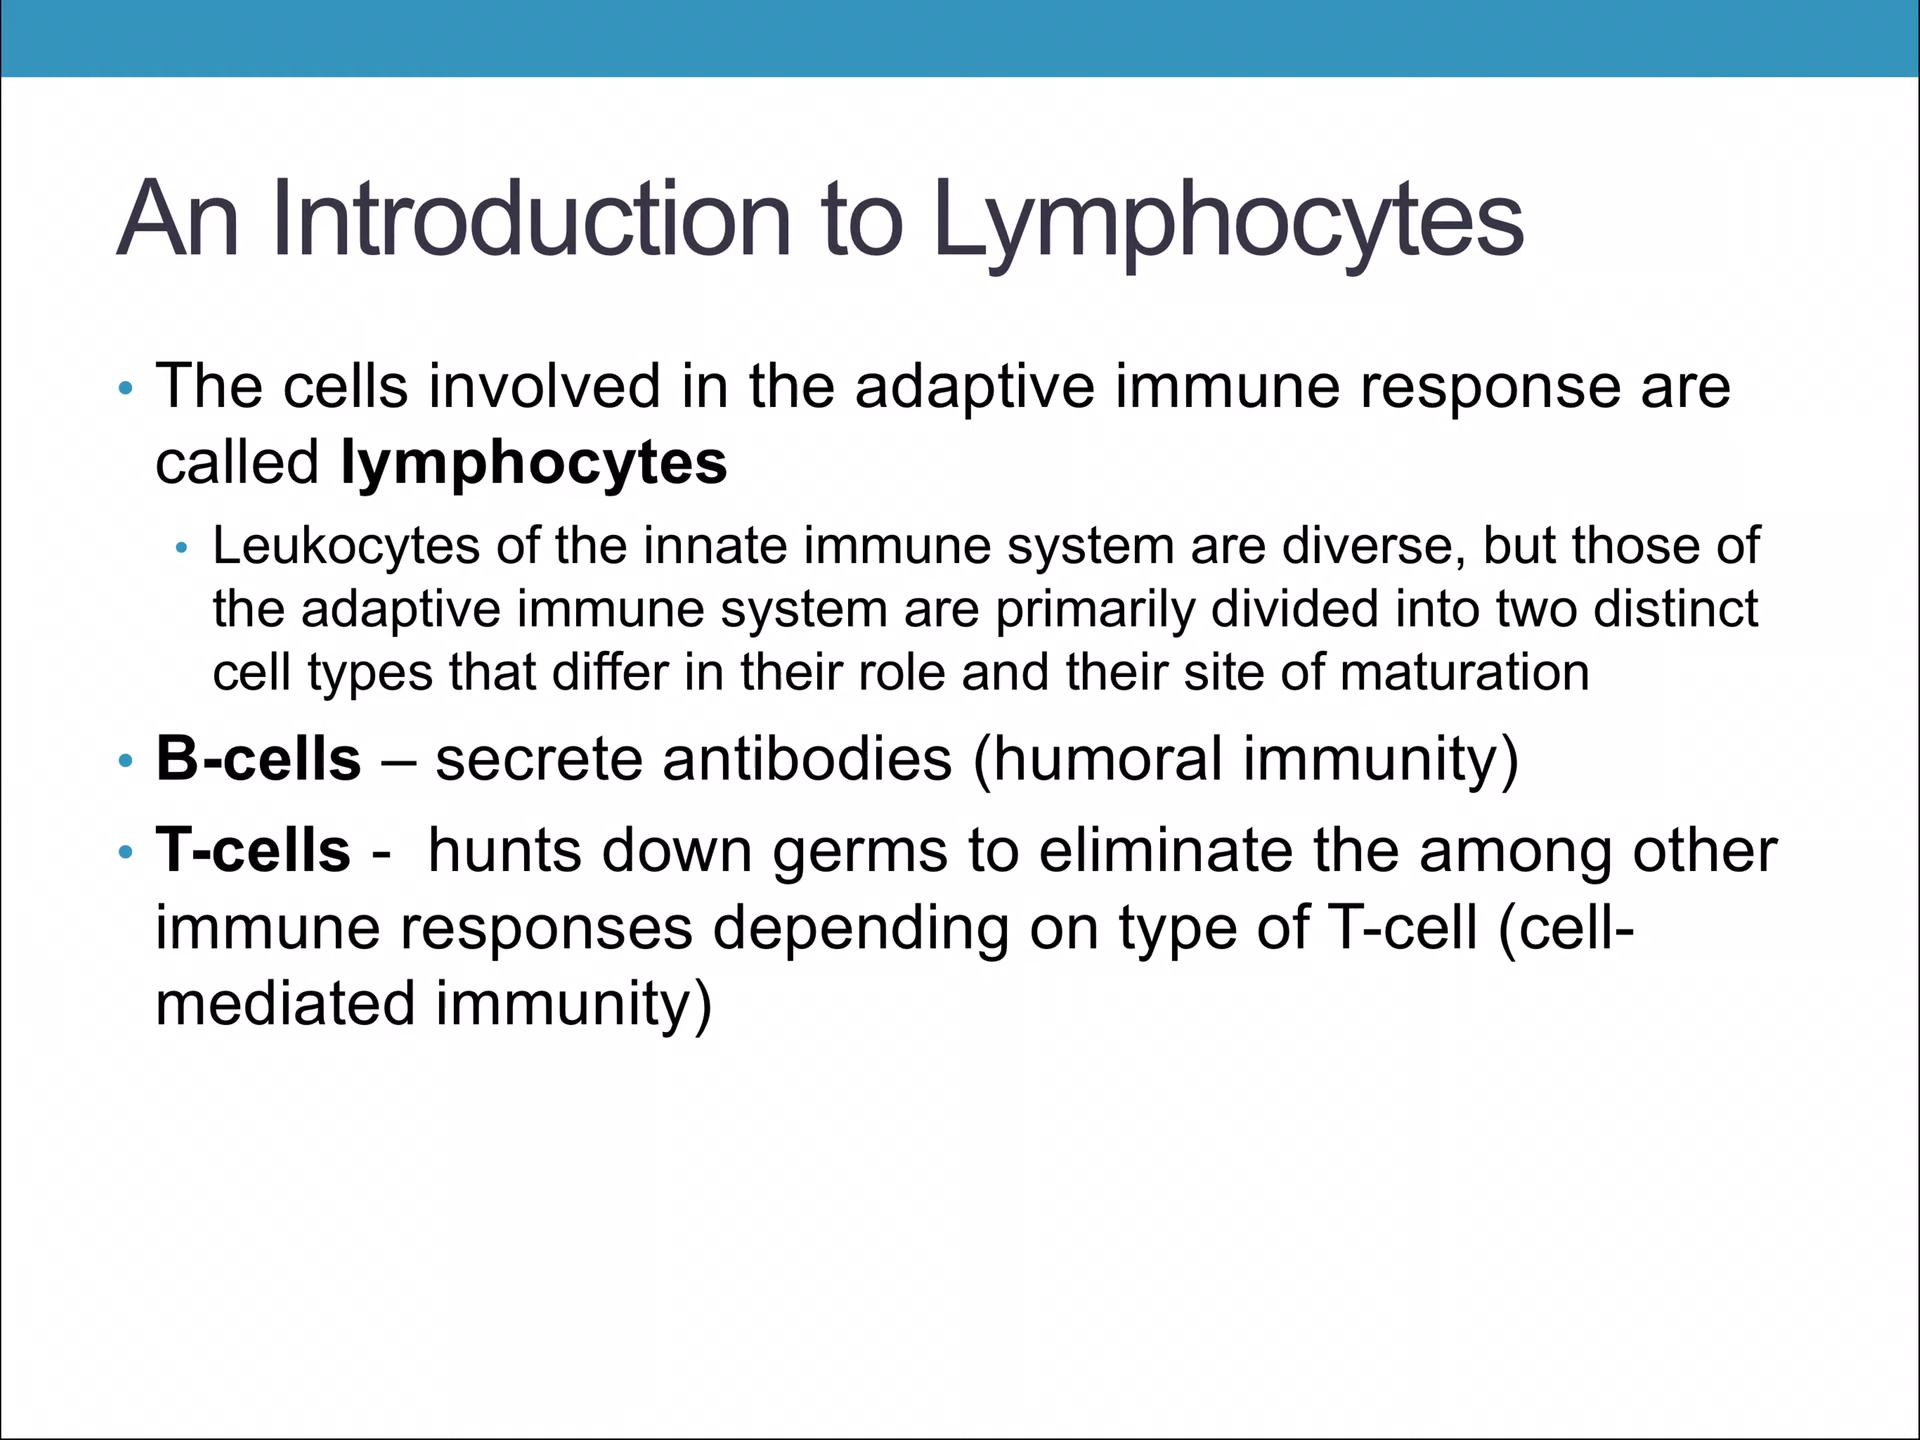 An Introduction to Lymphocytes
• The cells involved in the adaptive immune response are
called lymphocytes
• Leukocytes of the innate immune system are diverse, but those of
the adaptive immune system are primarily divided into two distinct
cell types that differ in their role and their site of maturation
• B-cells – secrete antibodies (humoral immunity)
• T-cells -  hunts down germs to eliminate the among other
immune responses depending on type of T-cell (cell-
mediated immunity)